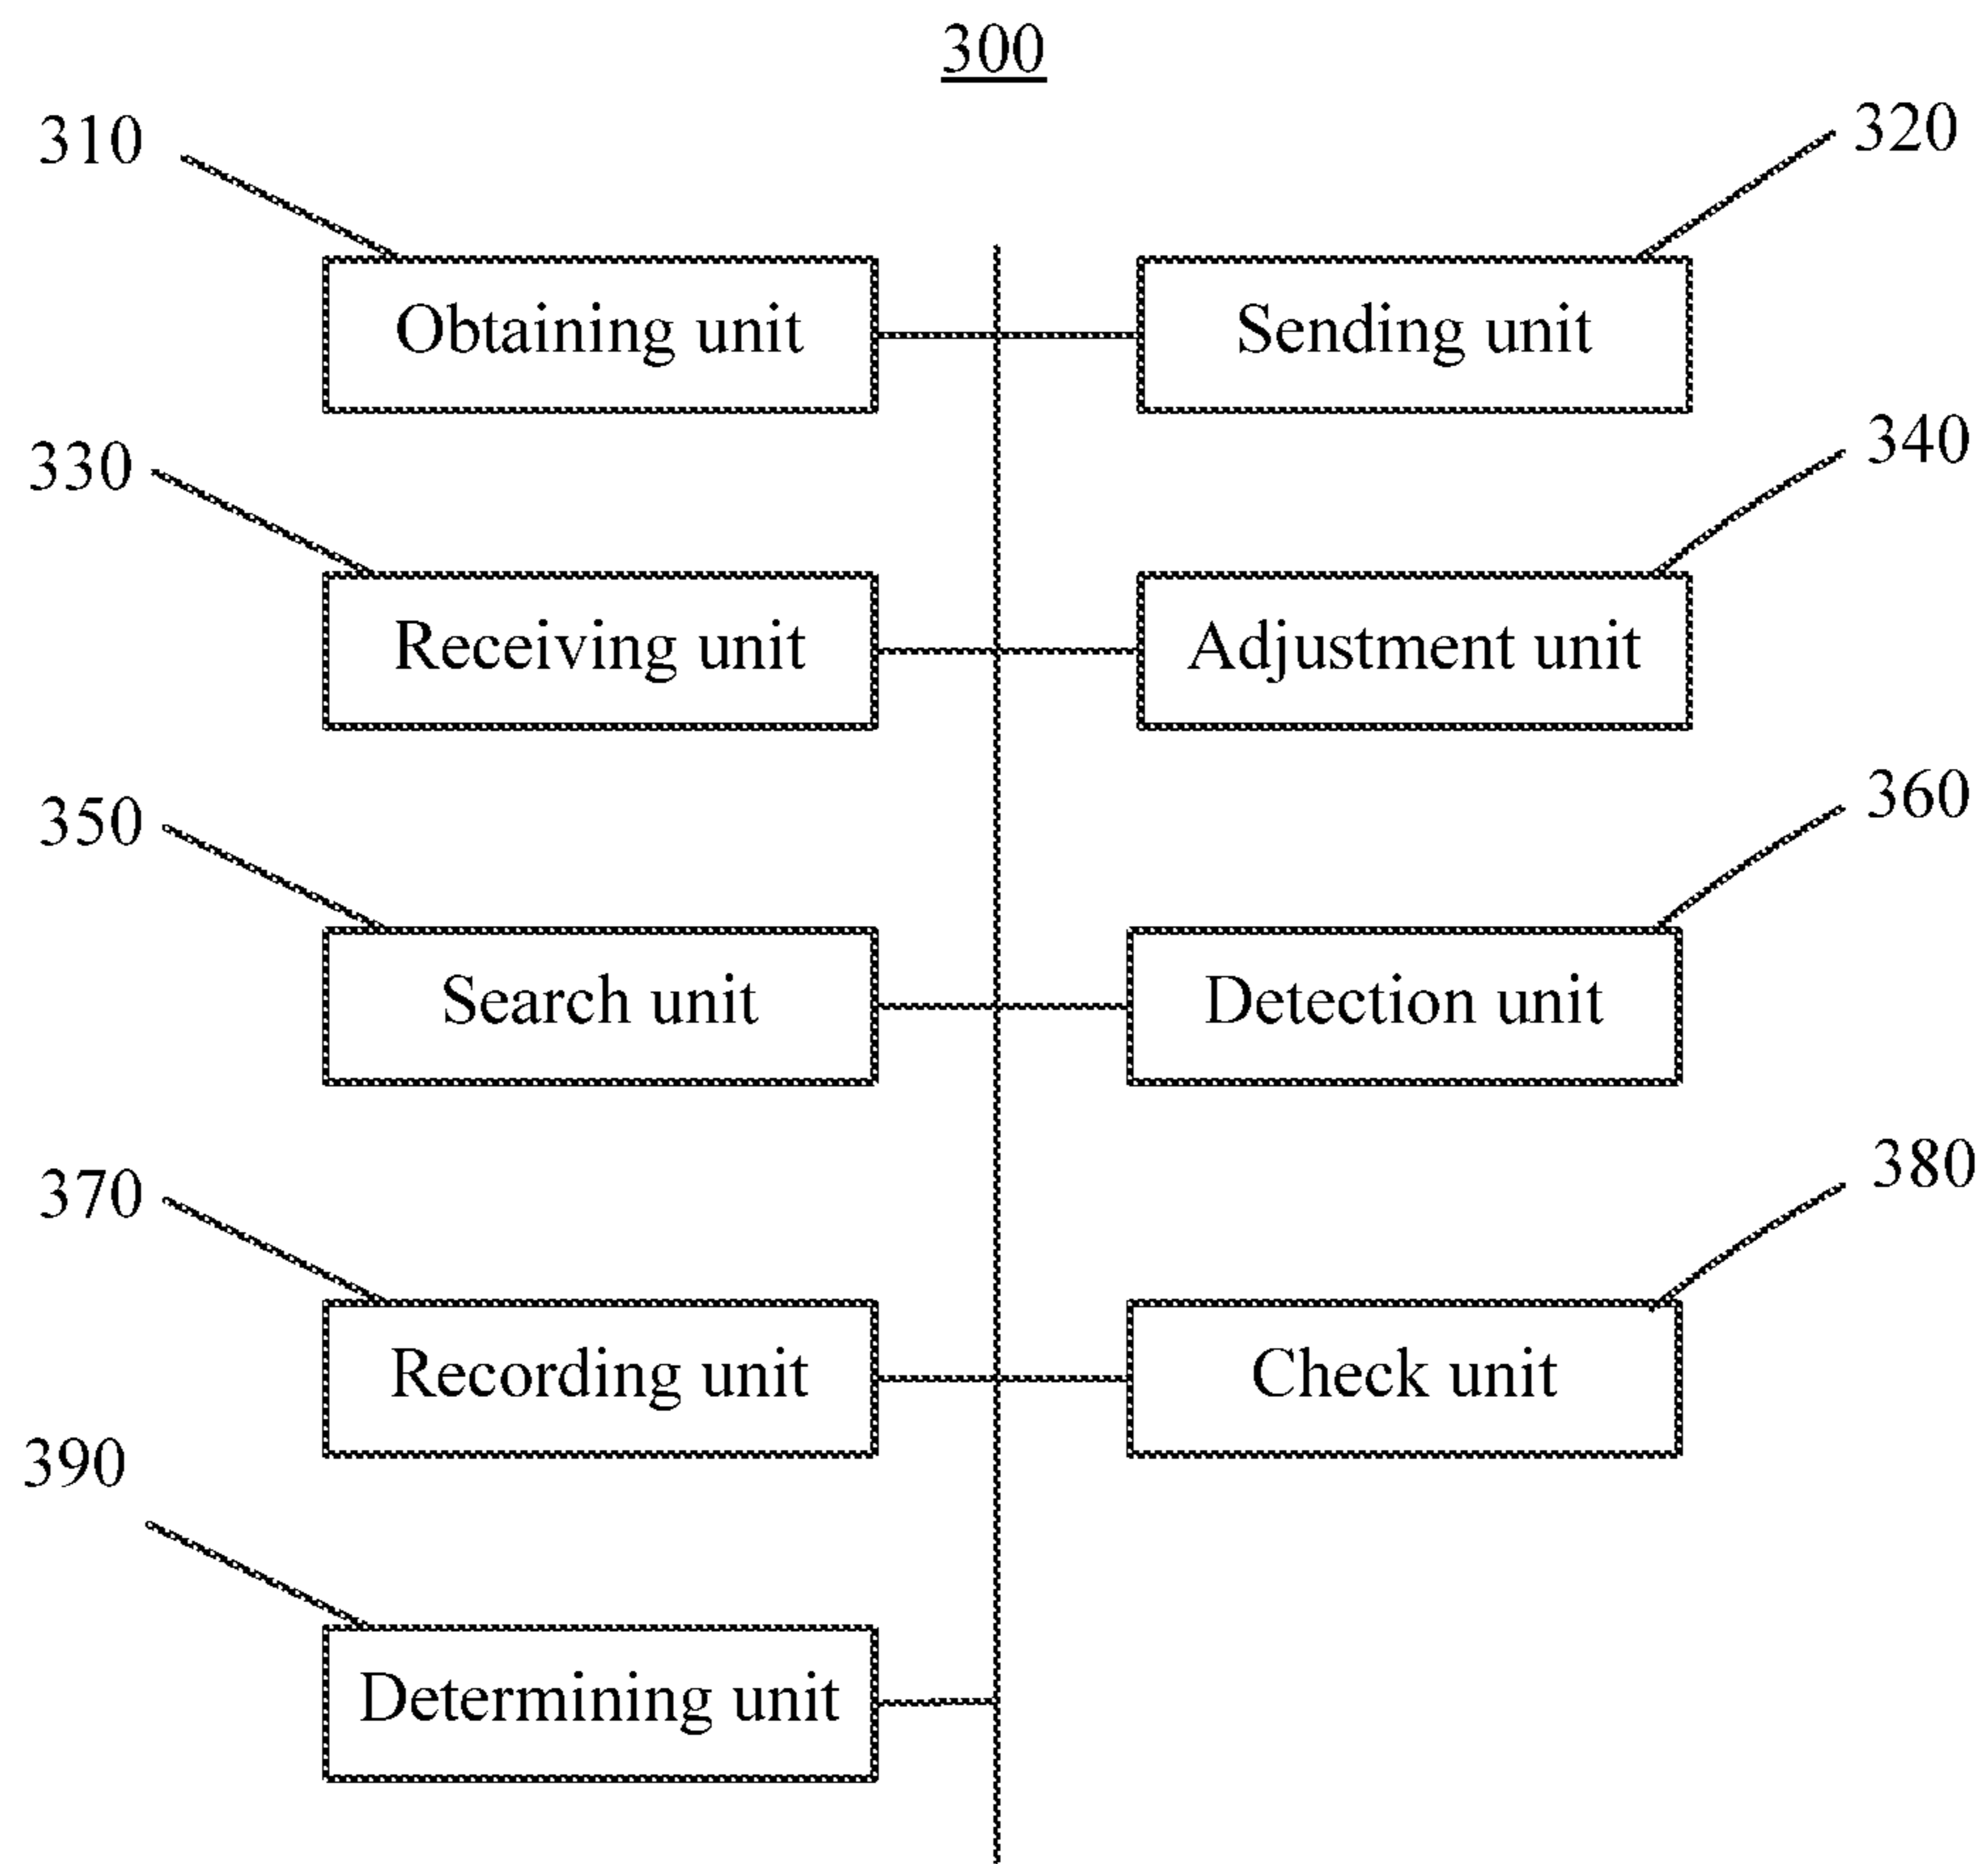 300
310
320
Obtaining unit
Sending unit
330
340
Receiving unit
Adjustment unit
350
360
Search unit
Detection unit
370
380
Recording unit
Check unit
390
Determining unit